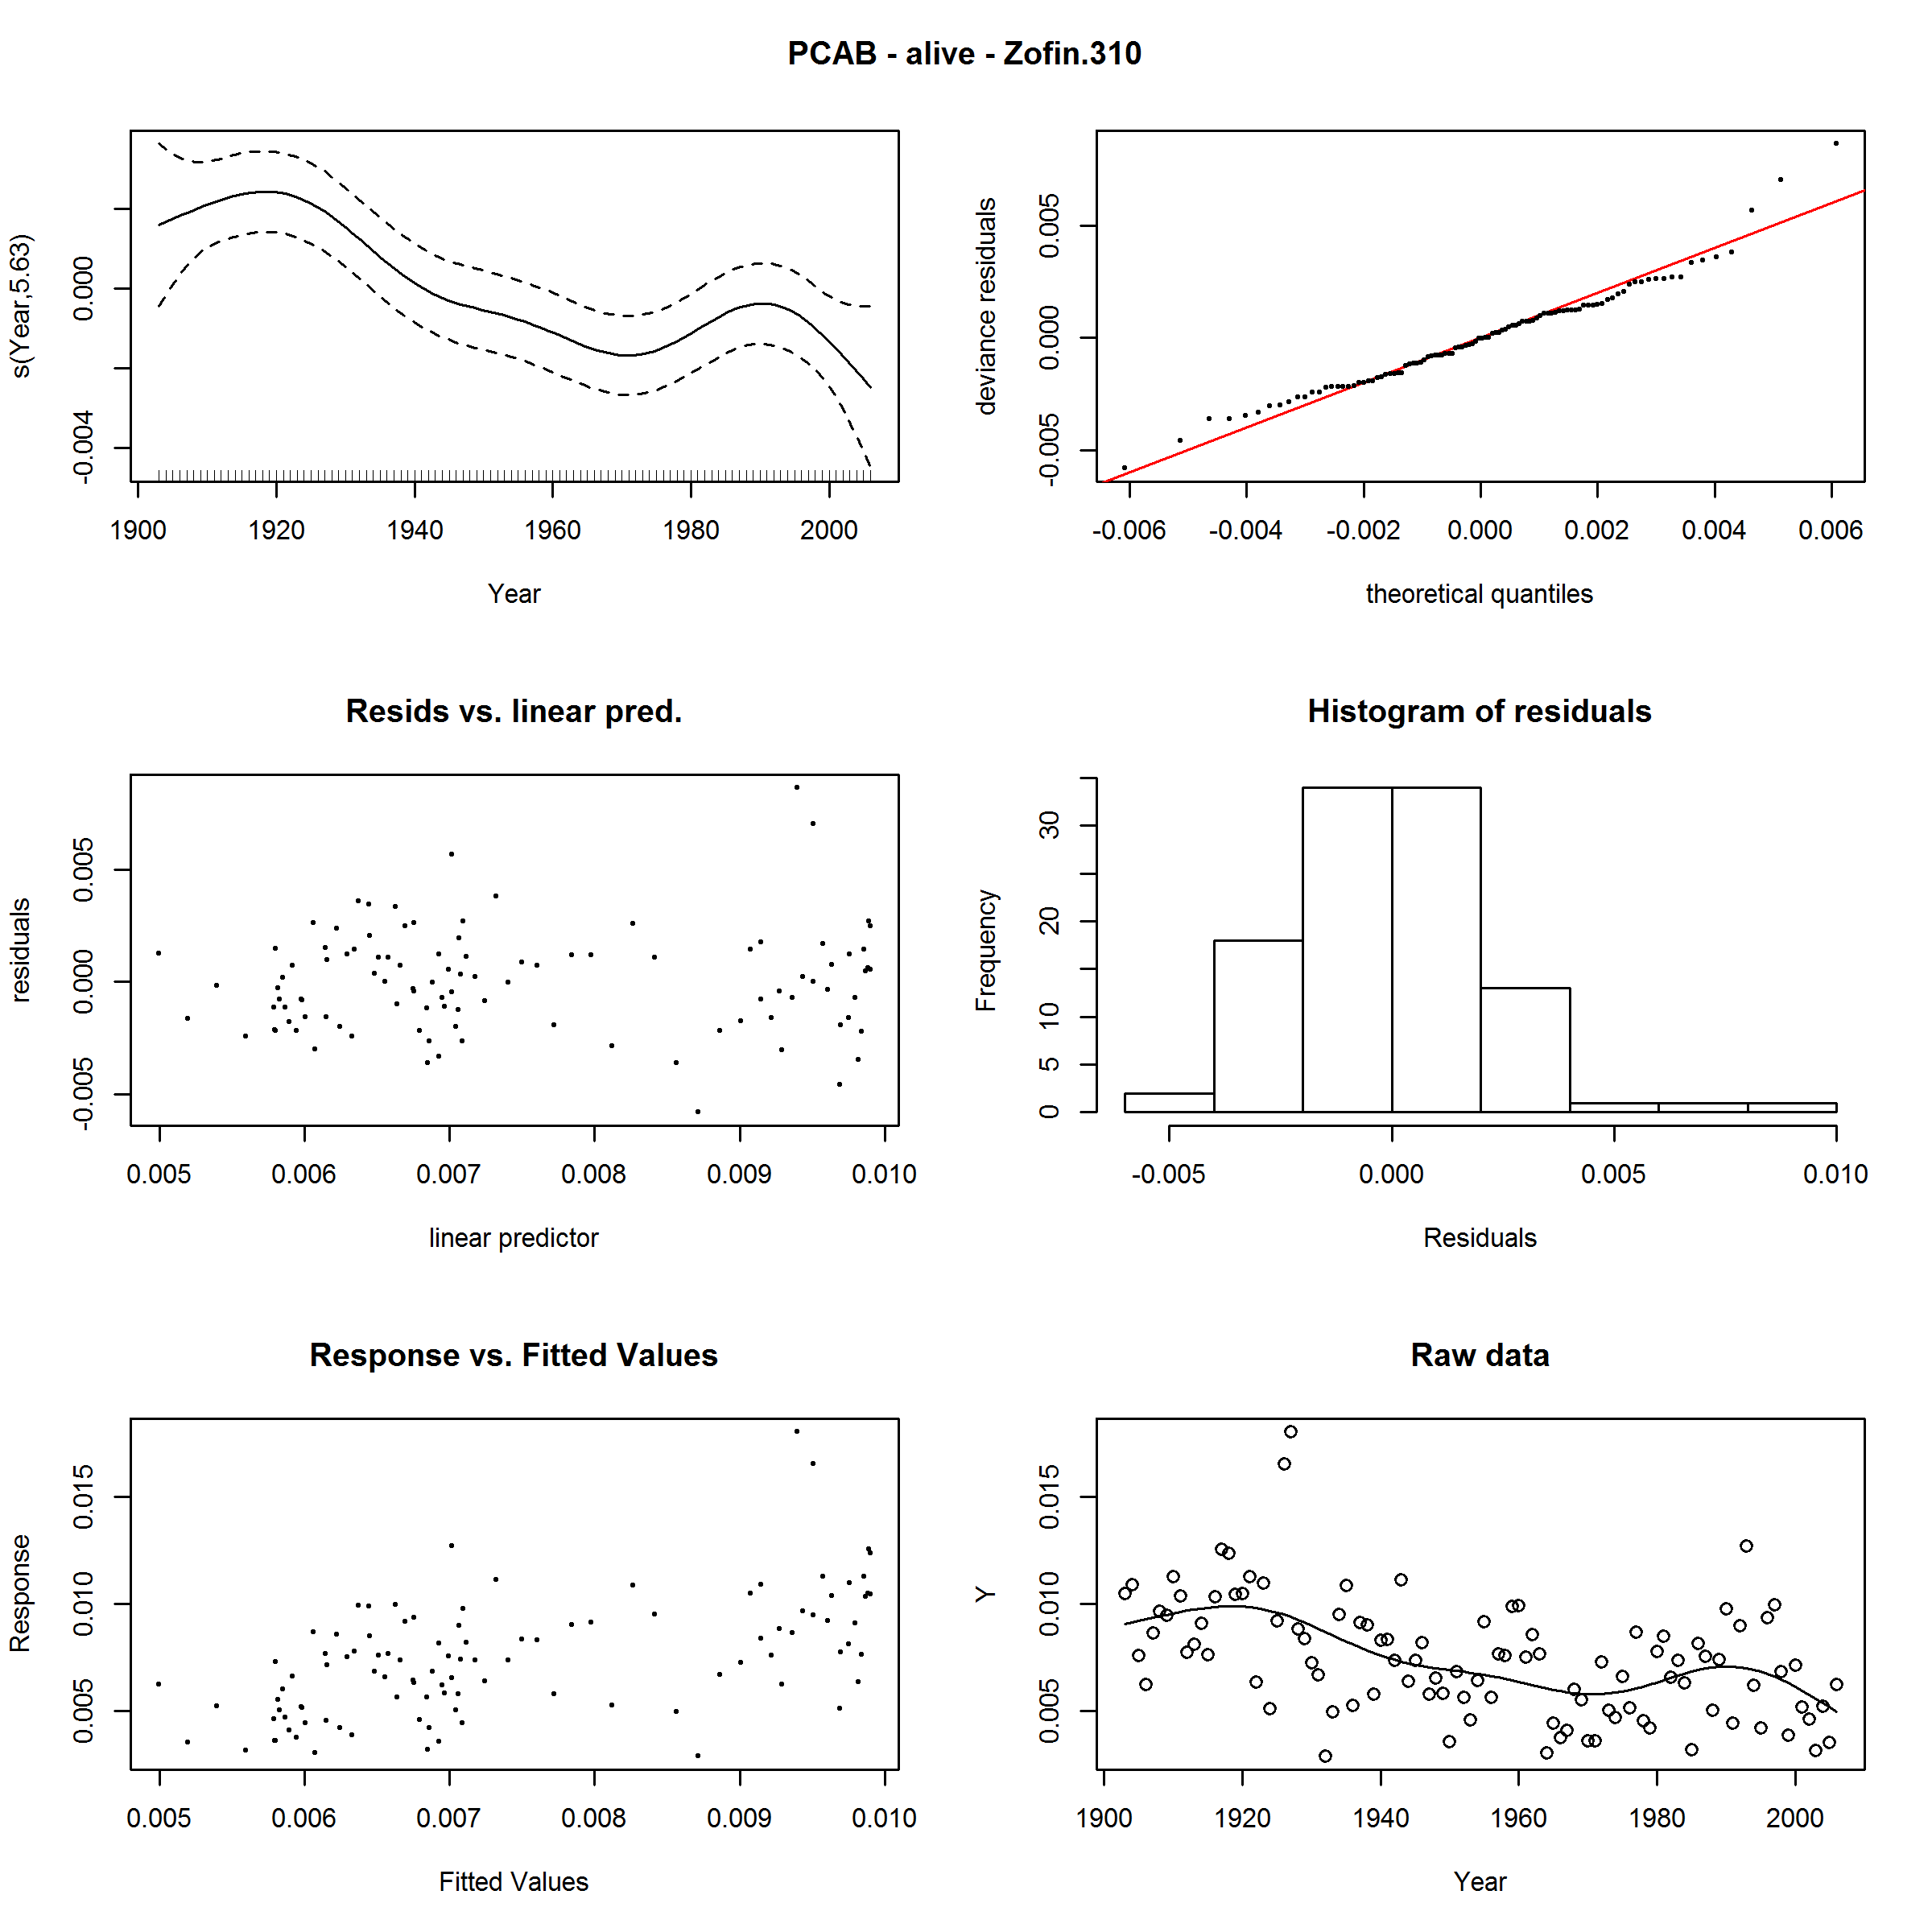 PCAB - alive - Zofin.310
s(Year,5.63)
-0.004 0.000
1900 1920 1940 1960 1980 2000
Year
deviance residuals
-0.005 0.000 0.005
-0.006 -0.004 -0.002 0.000 0.002 0.004 0.006
theoretical quantiles
Resids vs. linear pred.
residuals
-0.005 0.000 0.005
0.005 0.006 0.007 0.008 0.009 0.010
linear predictor
Histogram of residuals
Frequency
0 5 10 20 30
-0.005 0.000 0.005 0.010
Residuals
Response vs. Fitted Values
Response
0.005 0.010 0.015
0.005 0.006 0.007 0.008 0.009 0.010
Fitted Values
Raw data
Y
0.005 0.010 0.015
1900 1920 1940 1960 1980 2000
Year